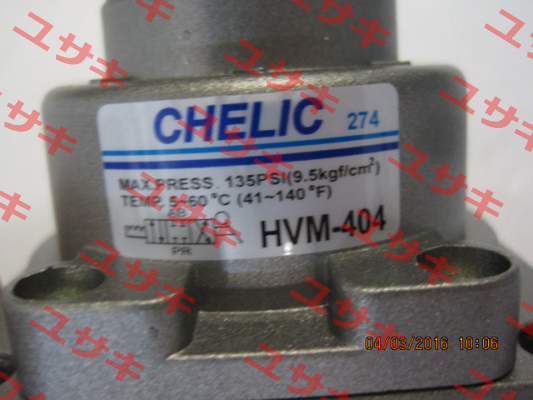 CHELIC 274
MAX.PRESS. 135PSI(9.5kgf/cm²)
TEMP. 5~60°C (41~140°F)
AB
PR
HVM-404
04/03/2016 10:06
ユサキ